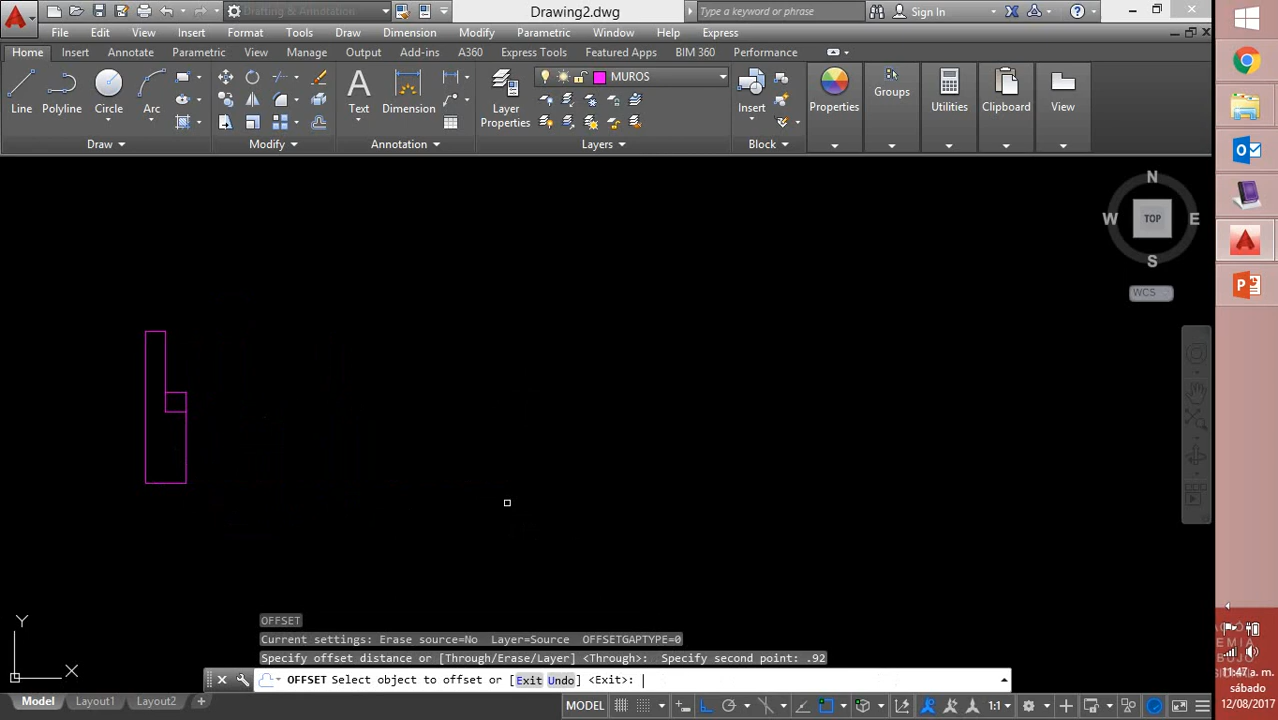 Drafting & Annotation
Drawing2.dwg
Type a keyword or phrase
Sign In
File Edit View Insert Format Tools Draw Dimension Modify Parametric Window Help Express
Home Insert Annotate Parametric View Manage Output Add-ins A360 Express Tools Featured Apps BIM 360 Performance
MUROS
Line Polyline Circle Arc Text Dimension Layer Properties Insert Properties Groups Utilities Clipboard View
Draw Modify Annotation Layers Block
N
W TOP E
S
WCS
Y
X
OFFSET
Current settings: Erase source=No Layer=Source OFFSETGAPTYPE=0
Specify offset distance or [Through/Erase/Layer] <Through>: Specify second point: .92
OFFSET Select object to offset or [Exit Undo] <Exit>:
Model Layout1 Layout2 +
MODEL 1:1
11:47 a. m.
sábado
12/08/2017